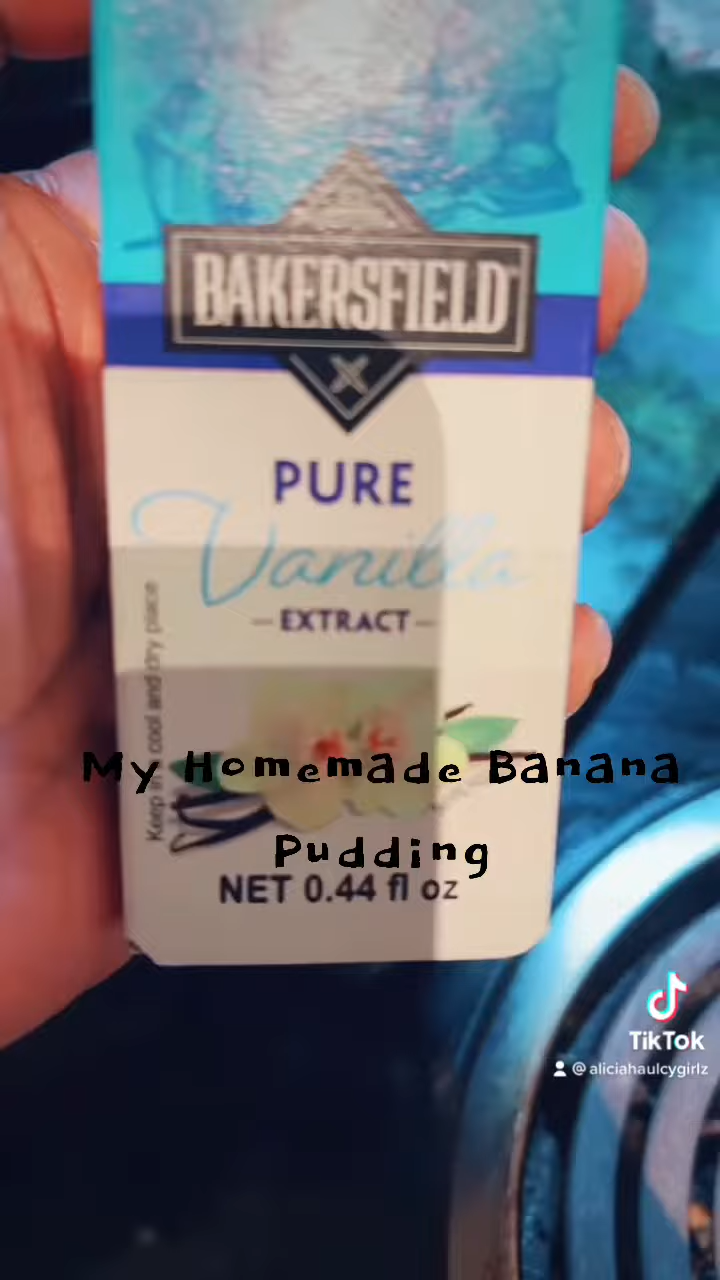 BAKERSFIELD
PURE
Vanilla
—EXTRACT—
Keep in a cool and dry place
My Homemade Banana
Pudding
NET 0.44 fl oz
TikTok
@aliciahaulcygirlz